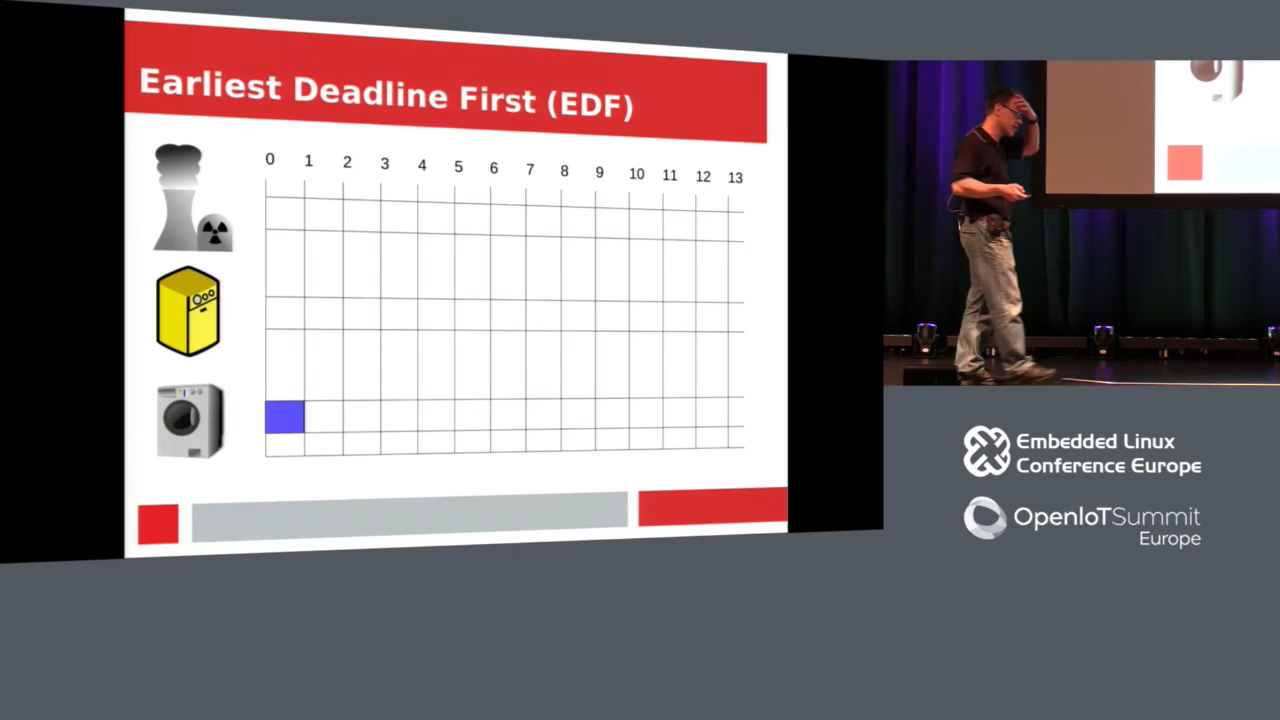 Earliest Deadline First (EDF)
0 1 2 3 4 5 6 7 8 9 10 11 12 13
Embedded Linux
Conference Europe
OpenIoTSummit
Europe